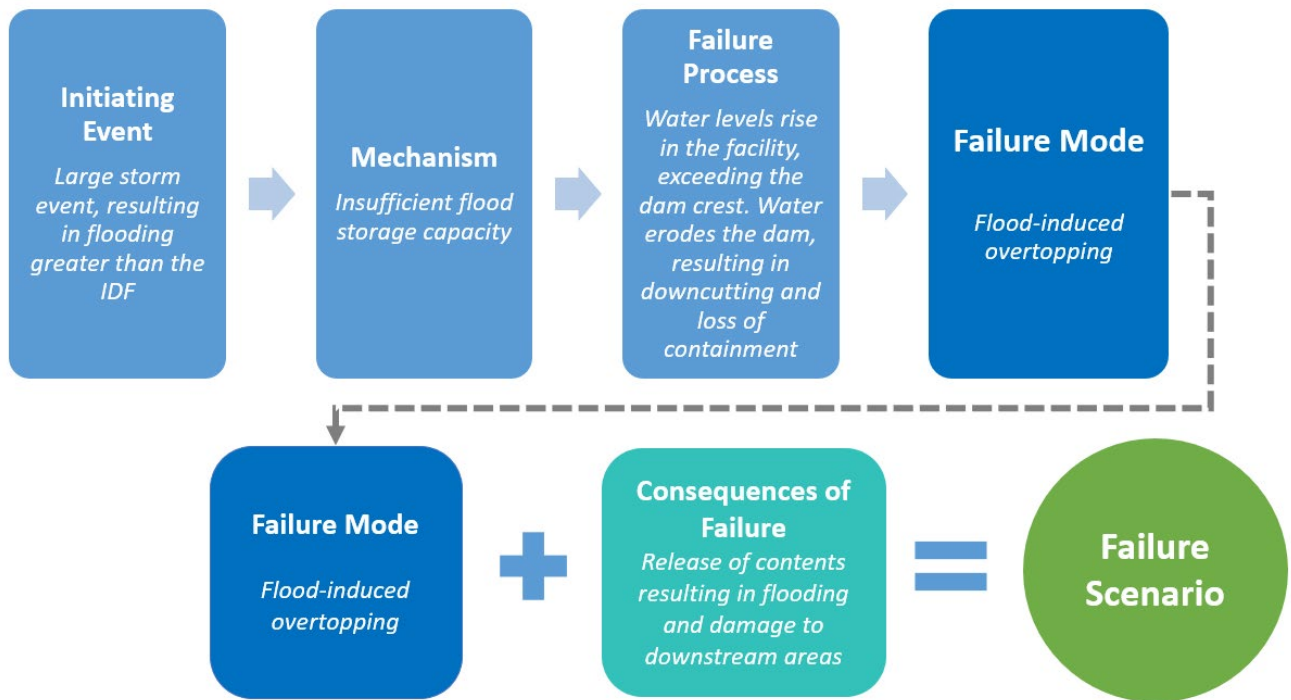 Initiating
Event
Large storm
event, resulting
in flooding
greater than the
IDF
Mechanism
Insufficient flood
storage capacity
Failure
Process
Water levels rise
in the facility,
exceeding the
dam crest. Water
erodes the dam,
resulting in
downcutting and
loss of
containment
Failure Mode
Flood-induced
overtopping
Failure Mode
Flood-induced
overtopping
Consequences of
Failure
Release of contents
resulting in flooding
and damage to
downstream areas
Failure
Scenario